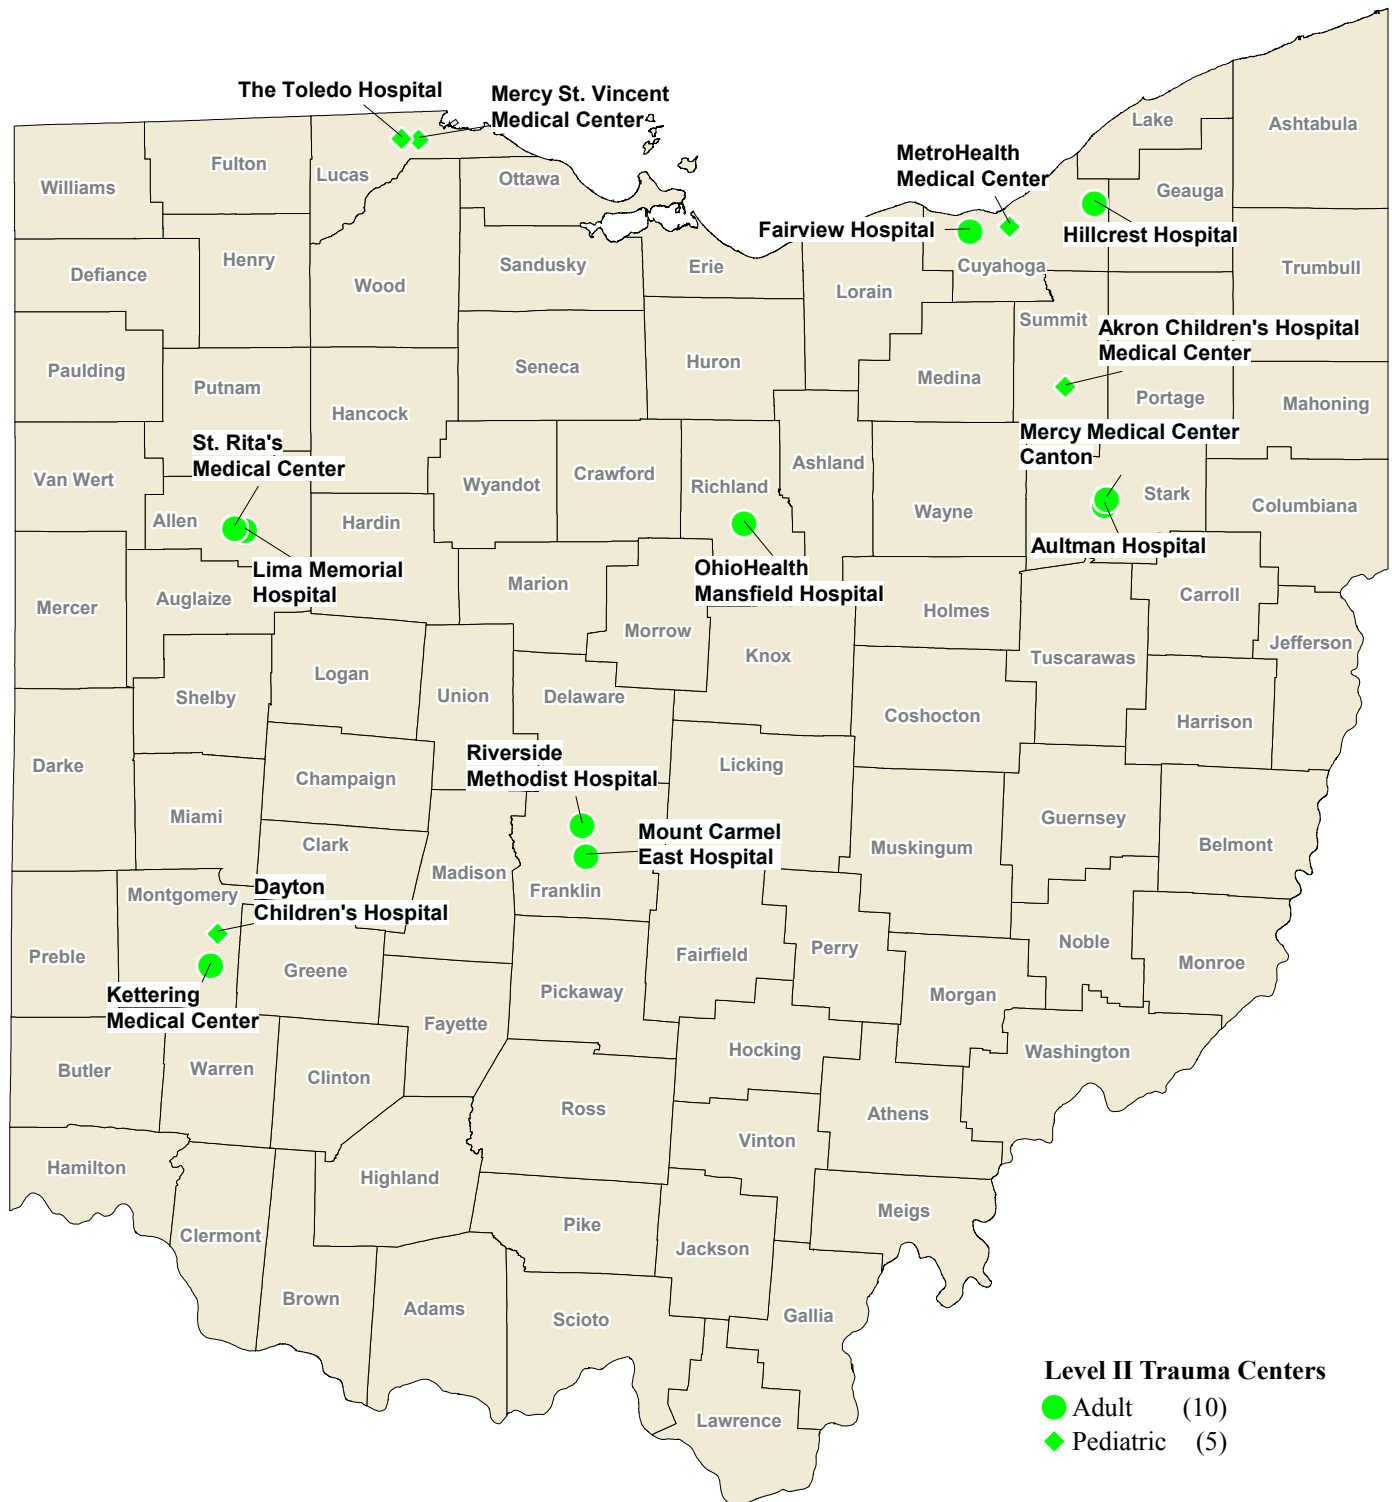 The Toledo Hospital
Mercy St. Vincent
Medical Center
Lake
Ashtabula
Fulton
MetroHealth
Medical Center
Williams
Lucas
Ottawa
Geauga
Fairview Hospital
Hillcrest Hospital
Defiance
Henry
Wood
Sandusky
Erie
Cuyahoga
Trumbull
Lorain
Summit
Akron Children's Hospital
Medical Center
Paulding
Putnam
Seneca
Huron
Medina
Portage
Mahoning
Hancock
St. Rita's
Medical Center
Mercy Medical Center
Canton
Van Wert
Wyandot
Crawford
Richland
Ashland
Wayne
Stark
Columbiana
Allen
Hardin
Aultman Hospital
Lima Memorial
Hospital
OhioHealth
Mansfield Hospital
Mercer
Auglaize
Marion
Morrow
Holmes
Carroll
Jefferson
Knox
Tuscarawas
Logan
Shelby
Union
Delaware
Coshocton
Harrison
Darke
Champaign
Riverside
Methodist Hospital
Licking
Miami
Clark
Mount Carmel
East Hospital
Guernsey
Muskingum
Belmont
Madison
Franklin
Montgomery
Dayton
Children's Hospital
Preble
Greene
Fairfield
Perry
Noble
Monroe
Kettering
Medical Center
Pickaway
Morgan
Fayette
Hocking
Washington
Butler
Warren
Clinton
Ross
Athens
Vinton
Hamilton
Highland
Meigs
Clermont
Pike
Jackson
Brown
Adams
Scioto
Gallia
Lawrence
Level II Trauma Centers
Adult (10)
Pediatric (5)